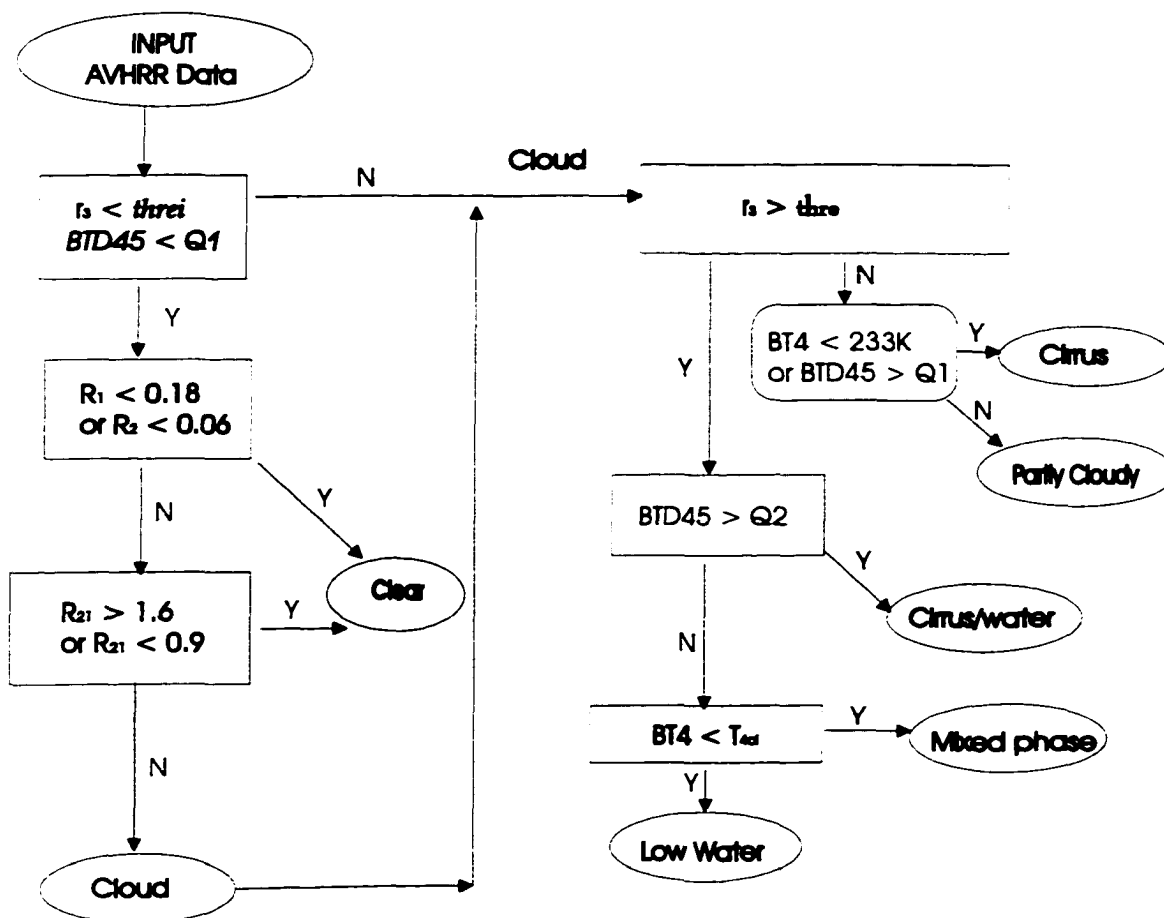 INPUT
AVHRR Data
r₃ < threi
BTD45 < Q1
N
Cloud
r₃ > thre
Y
N
BT4 < 233K
or BTD45 > Q1
Y
Cirrus
N
Partly Cloudy
R₁ < 0.18
or R₂ < 0.06
Y
N
Y
BTD45 > Q2
Y
Cirrus/water
R₂₁ > 1.6
or R₂₁ < 0.9
Y
Clear
N
BT4 < T₄cl
Y
Mixed phase
N
Y
Low Water
Cloud